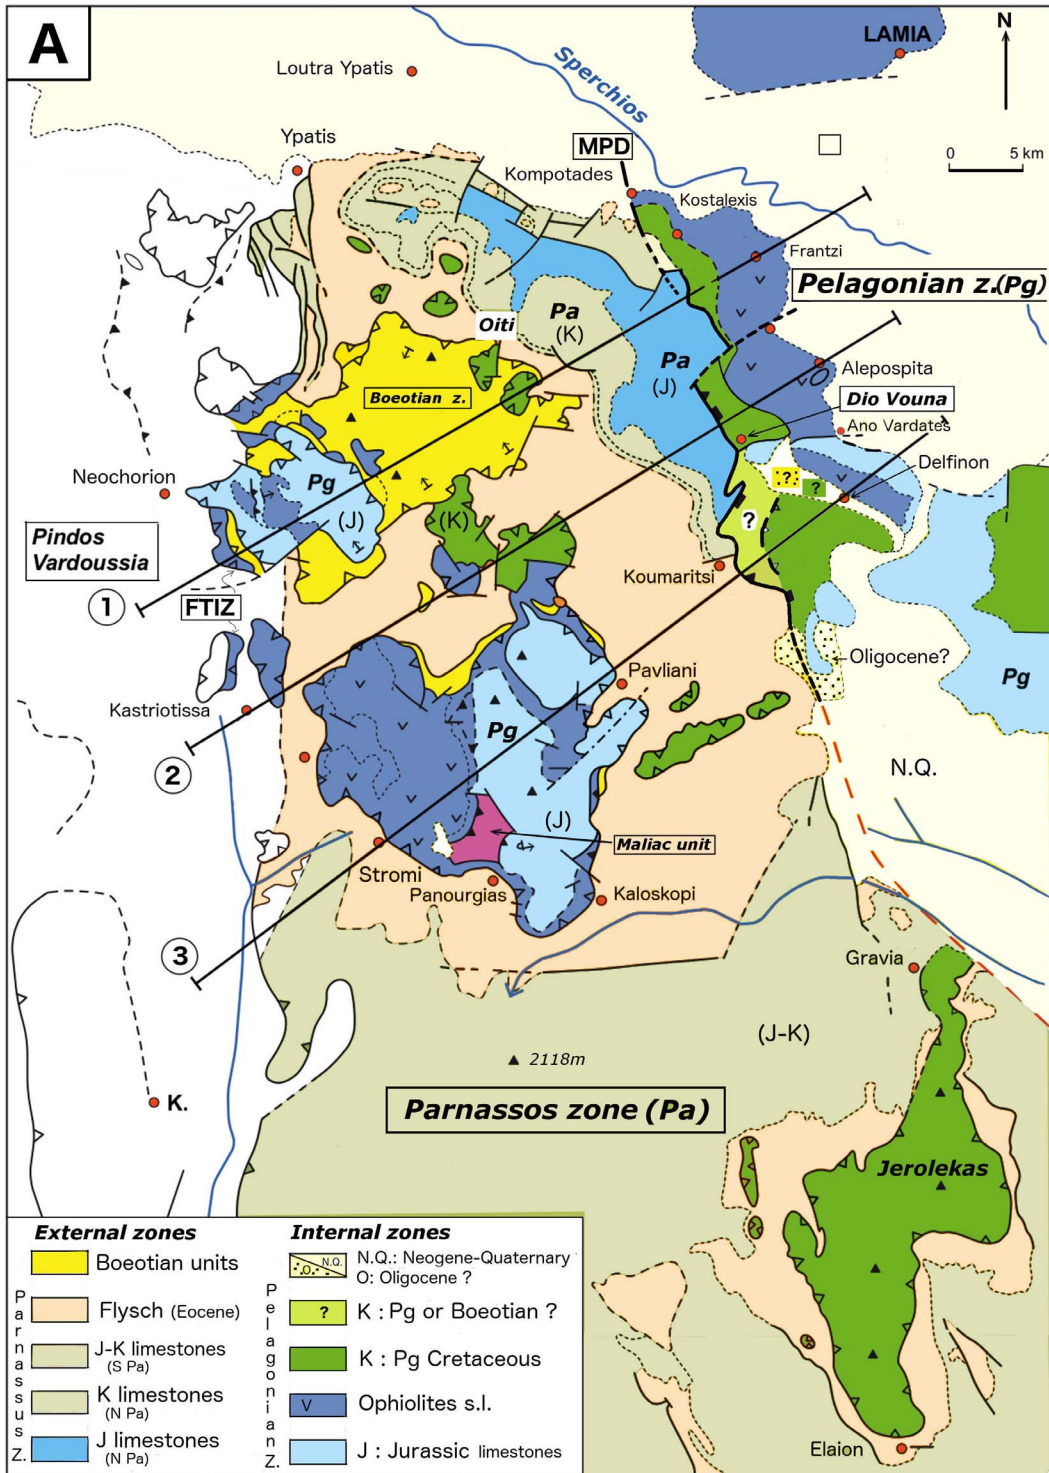 A
LAMIA
N
Loutra Ypatis
Sperchios
Ypatis
MPD
0 5 km
Kompotades
Kostalexis
Frantzi
Pelagonian z.(Pg)
Pa
(K)
Oiti
Pa
(J)
Alepospita
Boeotian z.
Dio Vouna
Ano Vardates
Neochorion
Pg
(J)
(K)
?
?
Delfinon
?
Pindos
Vardoussia
Koumaritsi
1
FTIZ
Oligocene?
Pg
Pavliani
Kastriotissa
Pg
2
N.Q.
(J)
Maliac unit
Stromi
Panourgias
Kaloskopi
3
Gravia
(J-K)
2118m
K.
Parnassos zone (Pa)
Jerolekas
Elaion
External zones
Boeotian units
Parnassus Z.
Flysch (Eocene)
J-K limestones
(S Pa)
K limestones
(N Pa)
J limestones
(N Pa)
Internal zones
O. N.Q. N.Q.: Neogene-Quaternary
O: Oligocene ?
Pelagonian Z.
? K : Pg or Boeotian ?
K : Pg Cretaceous
V Ophiolites s.l.
J : Jurassic limestones